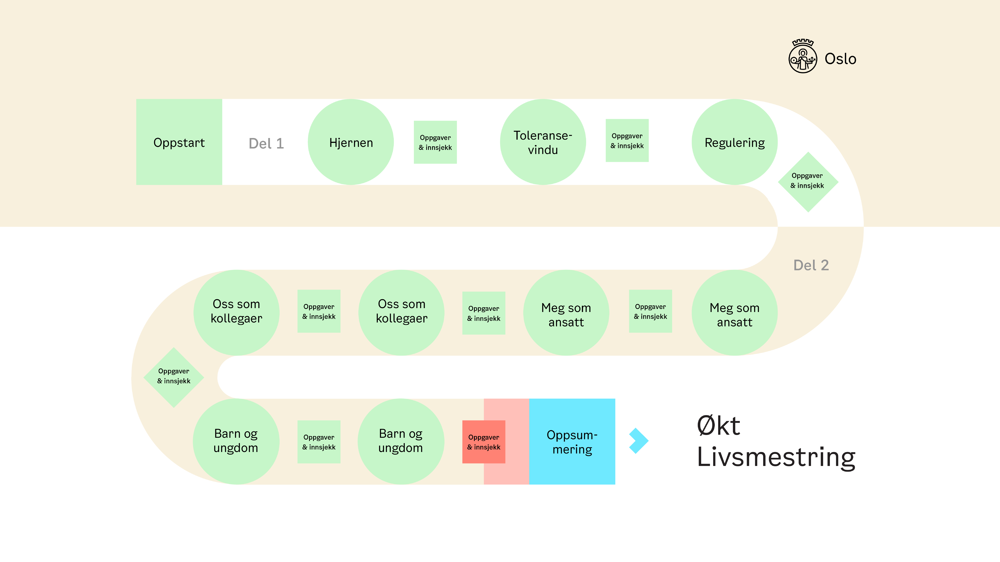 Oslo
Oppstart
Del 1
Hjernen
Oppgaver
& innsjekk
Toleranse-
vindu
Oppgaver
& innsjekk
Regulering
Oppgaver
& innsjekk
Del 2
Oss som
kollegaer
Oppgaver
& innsjekk
Oss som
kollegaer
Oppgaver
& innsjekk
Meg som
ansatt
Oppgaver
& innsjekk
Meg som
ansatt
Oppgaver
& innsjekk
Barn og
ungdom
Oppgaver
& innsjekk
Barn og
ungdom
Oppgaver
& innsjekk
Oppsum-
mering
Økt
Livsmestring